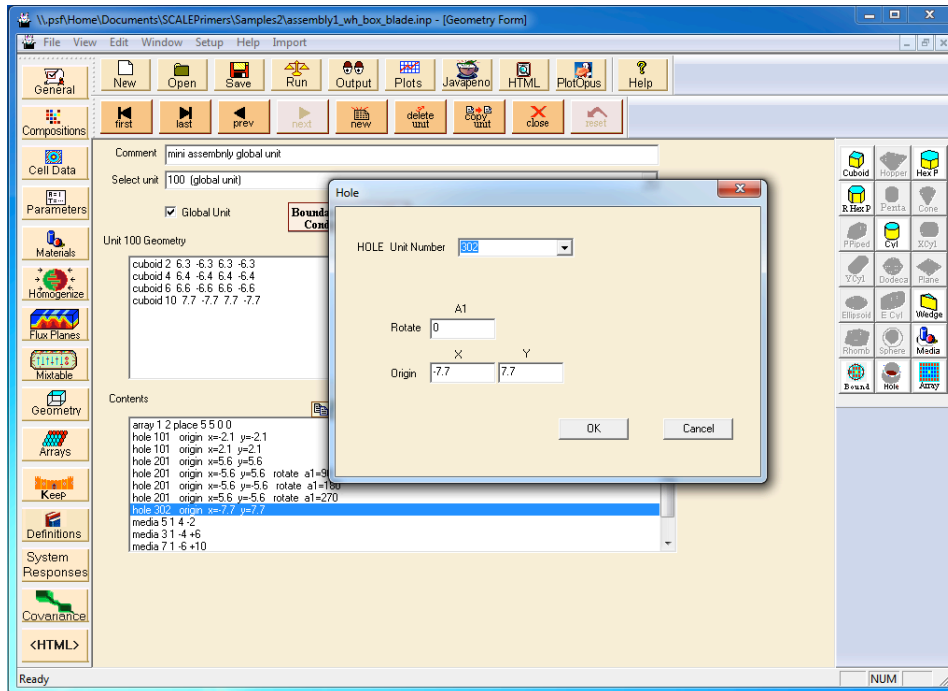 \\.psf\Home\Documents\SCALEPrimers\Samples2\assembly1_wh_box_blade.inp - [Geometry Form]
File View Edit Window Setup Help Import
General
New Open Save Run Output Plots Javapeno HTML PlotOpus Help
Compositions
first last prev next new delete unit copy unit close reset
Cell Data
Parameters
Materials
Homogenize
Flux Planes
Mixtable
Geometry
Arrays
Keep
Definitions
System Responses
Covariance
<HTML>
Comment mini assembnly global unit
Select unit 100 (global unit)
Global Unit
Bounda
Cond
Unit 100 Geometry
cuboid 2 6.3 -6.3 6.3 -6.3
cuboid 4 6.4 -6.4 6.4 -6.4
cuboid 6 6.6 -6.6 6.6 -6.6
cuboid 10 7.7 -7.7 7.7 -7.7
Contents
array 1 2 place 5 5 0 0
hole 101 origin x=-2.1 y=-2.1
hole 101 origin x=2.1 y=2.1
hole 201 origin x=5.6 y=5.6
hole 201 origin x=-5.6 y=5.6 rotate a1=90
hole 201 origin x=-5.6 y=-5.6 rotate a1=180
hole 201 origin x=5.6 y=-5.6 rotate a1=270
hole 302 origin x=-7.7 y=7.7
media 5 1 4 -2
media 3 1 -4 +6
media 7 1 -6 +10
Hole
HOLE Unit Number 302
A1
Rotate 0
X Y
Origin -7.7 7.7
OK Cancel
Cuboid Hopper Hex P
R Hex P Penta Cone
P Piped Cyl XCyl
YCyl Dodeca Plane
Ellipsoid E Cyl Wedge
Rhomb Sphere Media
Bound Hole Array
Ready
NUM